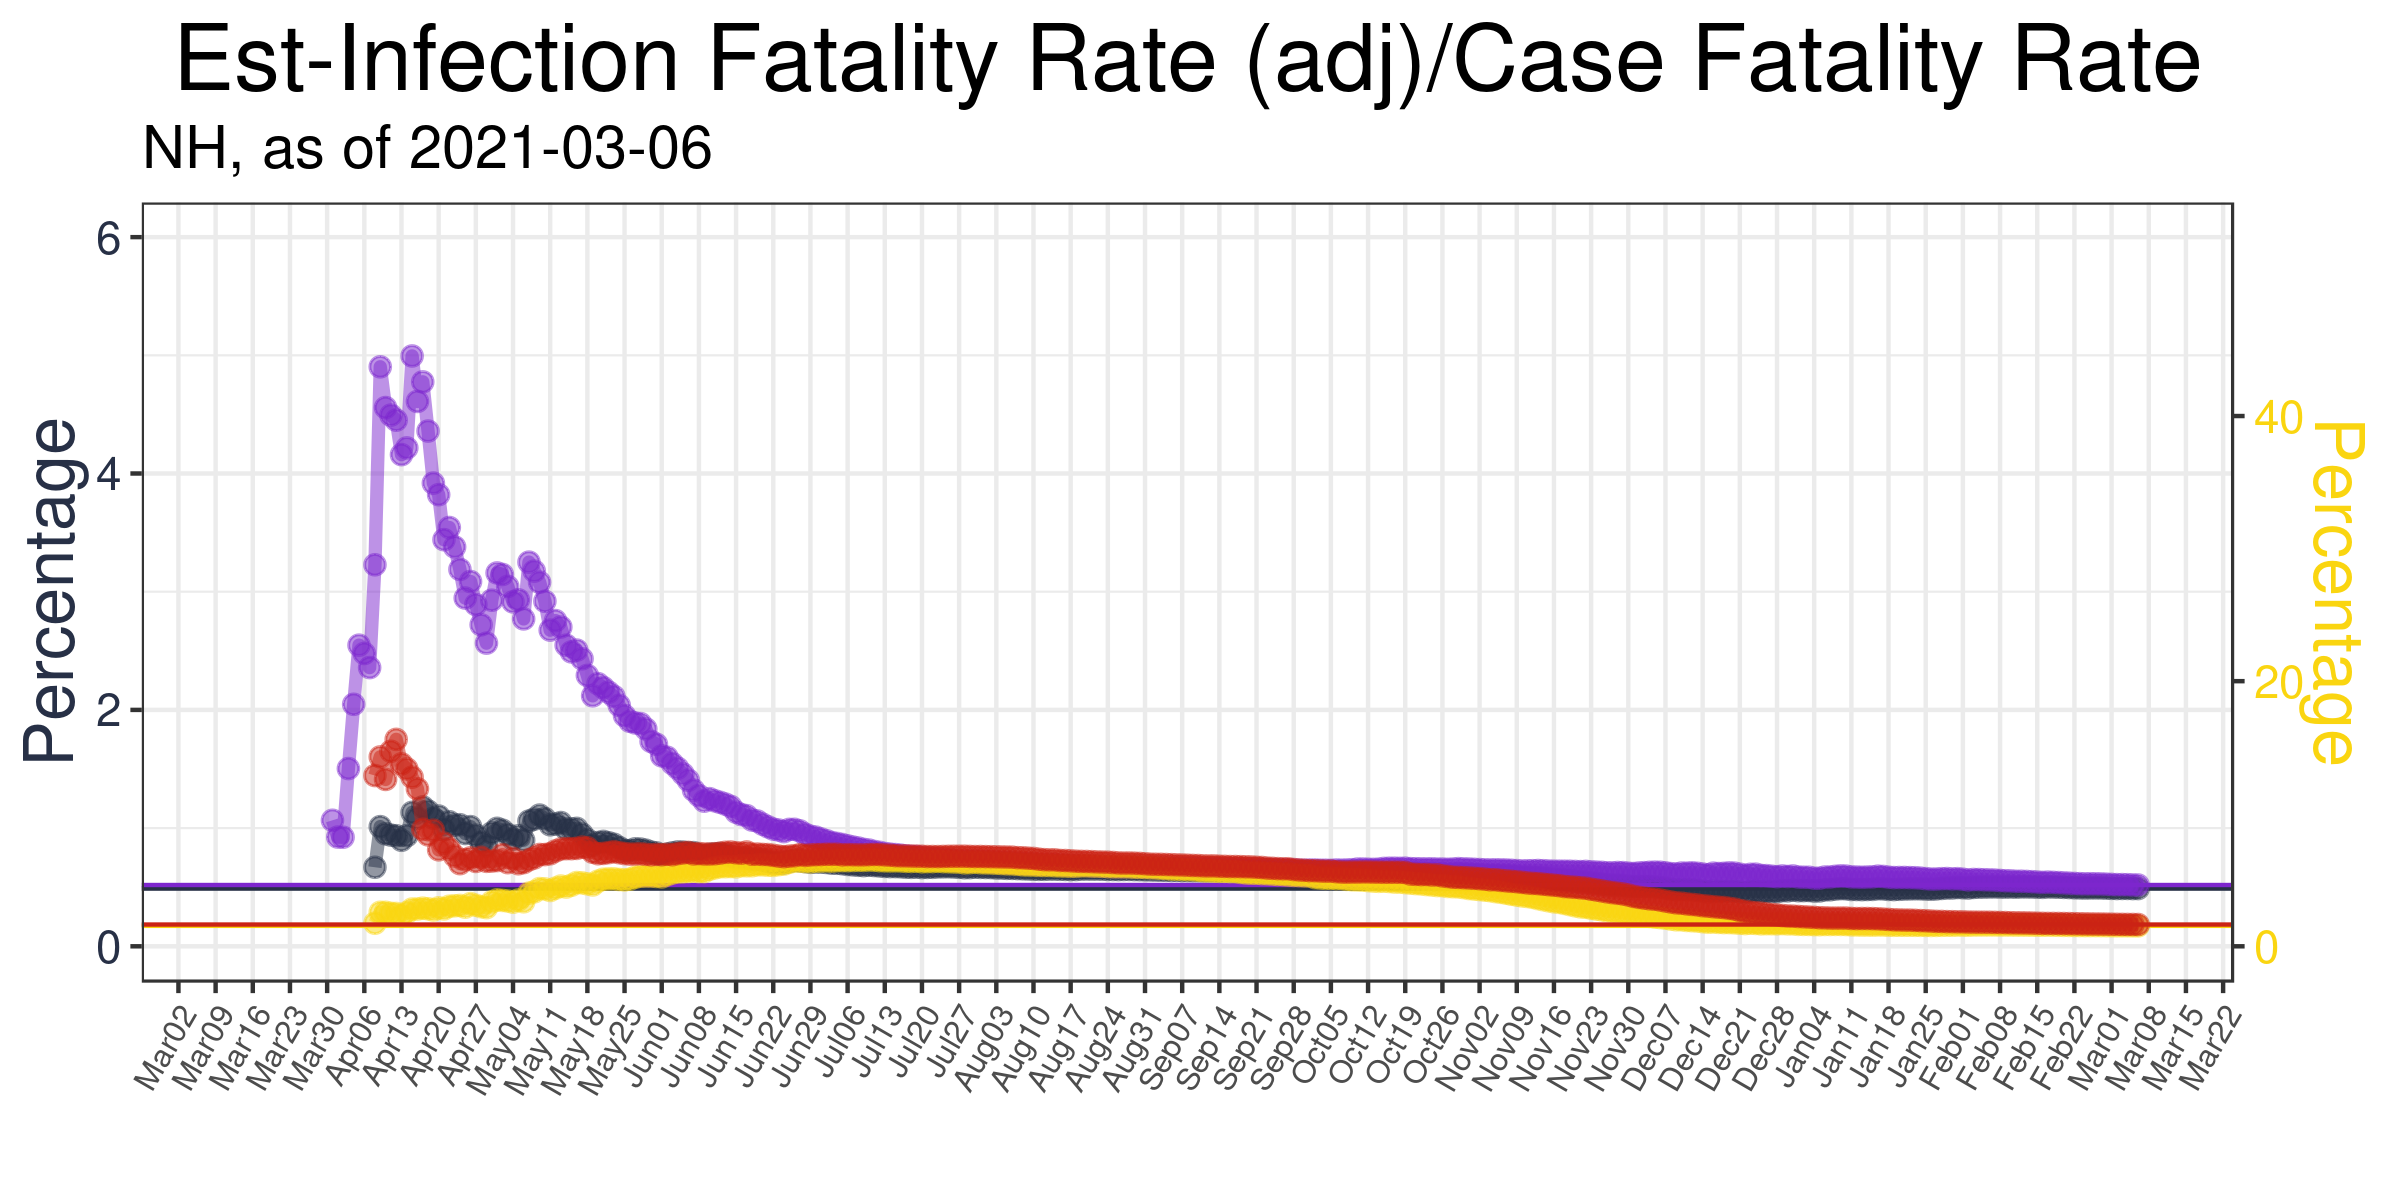 Est-Infection Fatality Rate (adj)/Case Fatality Rate
NH, as of 2021-03-06
Percentage
6
4
2
0
40
20
0
Percentage
Mar02
Mar09
Mar16
Mar23
Mar30
Apr06
Apr13
Apr20
Apr27
May04
May11
May18
May25
Jun01
Jun08
Jun15
Jun22
Jun29
Jul06
Jul13
Jul20
Jul27
Aug03
Aug10
Aug17
Aug24
Aug31
Sep07
Sep14
Sep21
Sep28
Oct05
Oct12
Oct19
Oct26
Nov02
Nov09
Nov16
Nov23
Nov30
Dec07
Dec14
Dec21
Dec28
Jan04
Jan11
Jan18
Jan25
Feb01
Feb08
Feb15
Feb22
Mar01
Mar08
Mar15
Mar22